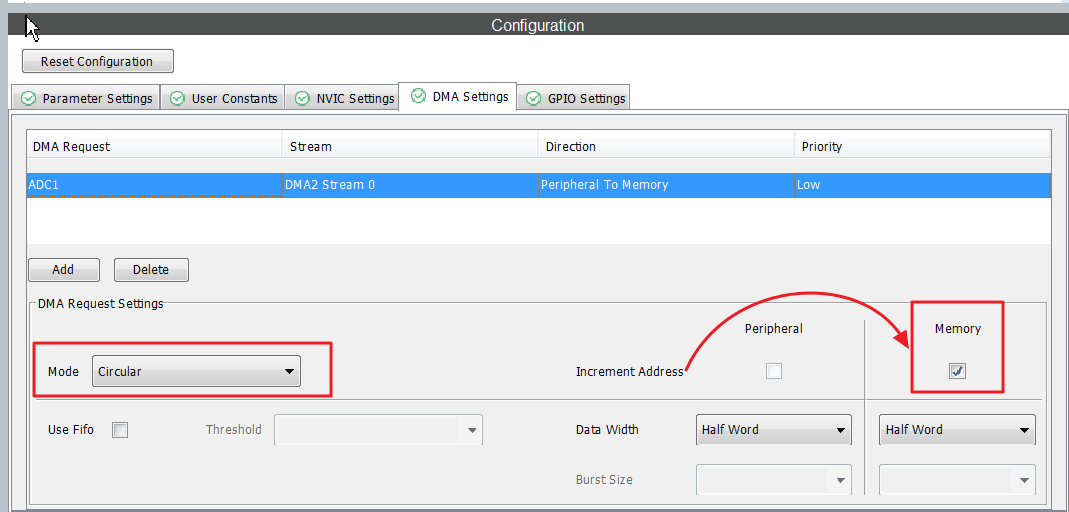 Configuration
Reset Configuration
Parameter Settings User Constants NVIC Settings DMA Settings GPIO Settings
DMA Request Stream Direction Priority
ADC1 DMA2 Stream 0 Peripheral To Memory Low
Add Delete
DMA Request Settings
Peripheral Memory
Mode Circular Increment Address
Use Fifo Threshold Data Width Half Word Half Word
Burst Size